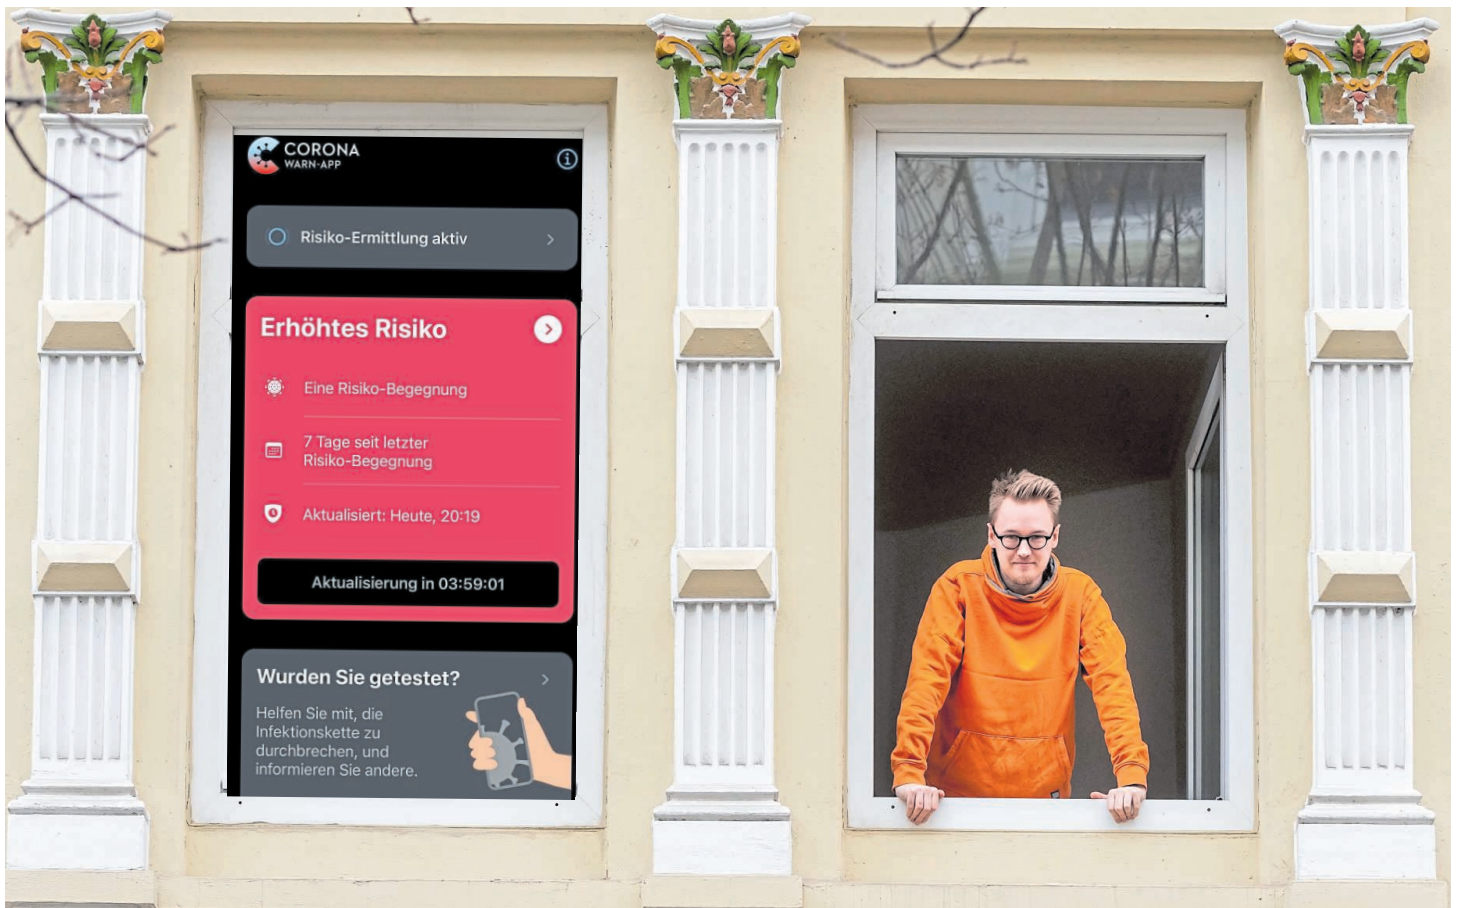 CORONA
WARN-APP
Risiko-Ermittlung aktiv
Erhöhtes Risiko
Eine Risiko-Begegnung
7 Tage seit letzter
Risiko-Begegnung
Aktualisiert: Heute, 20:19
Aktualisierung in 03:59:01
Wurden Sie getestet?
Helfen Sie mit, die
Infektionskette zu
durchbrechen, und
informieren Sie andere.